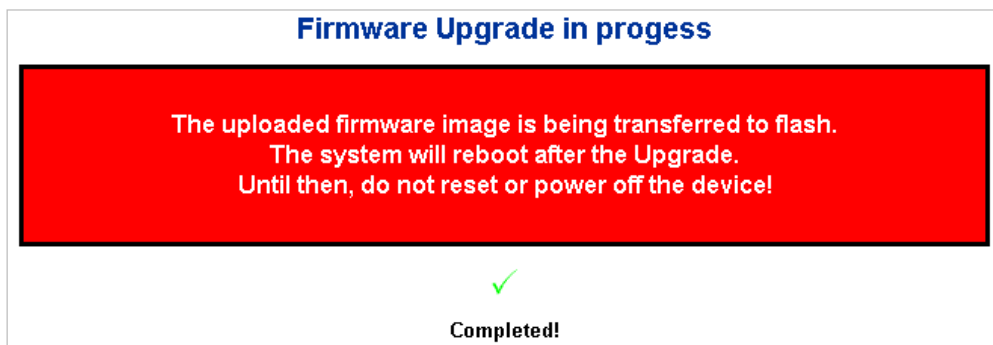 Firmware Upgrade in progess
The uploaded firmware image is being transferred to flash.
The system will reboot after the Upgrade.
Until then, do not reset or power off the device!
Completed!